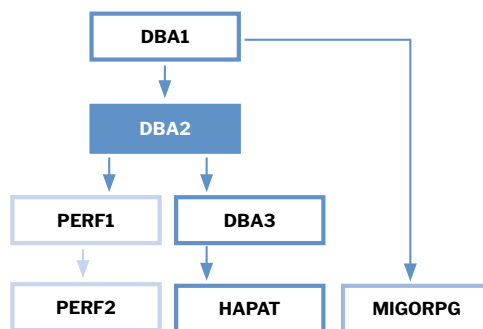 DBA1
DBA2
PERF1
DBA3
PERF2
HAPAT
MIGORPG